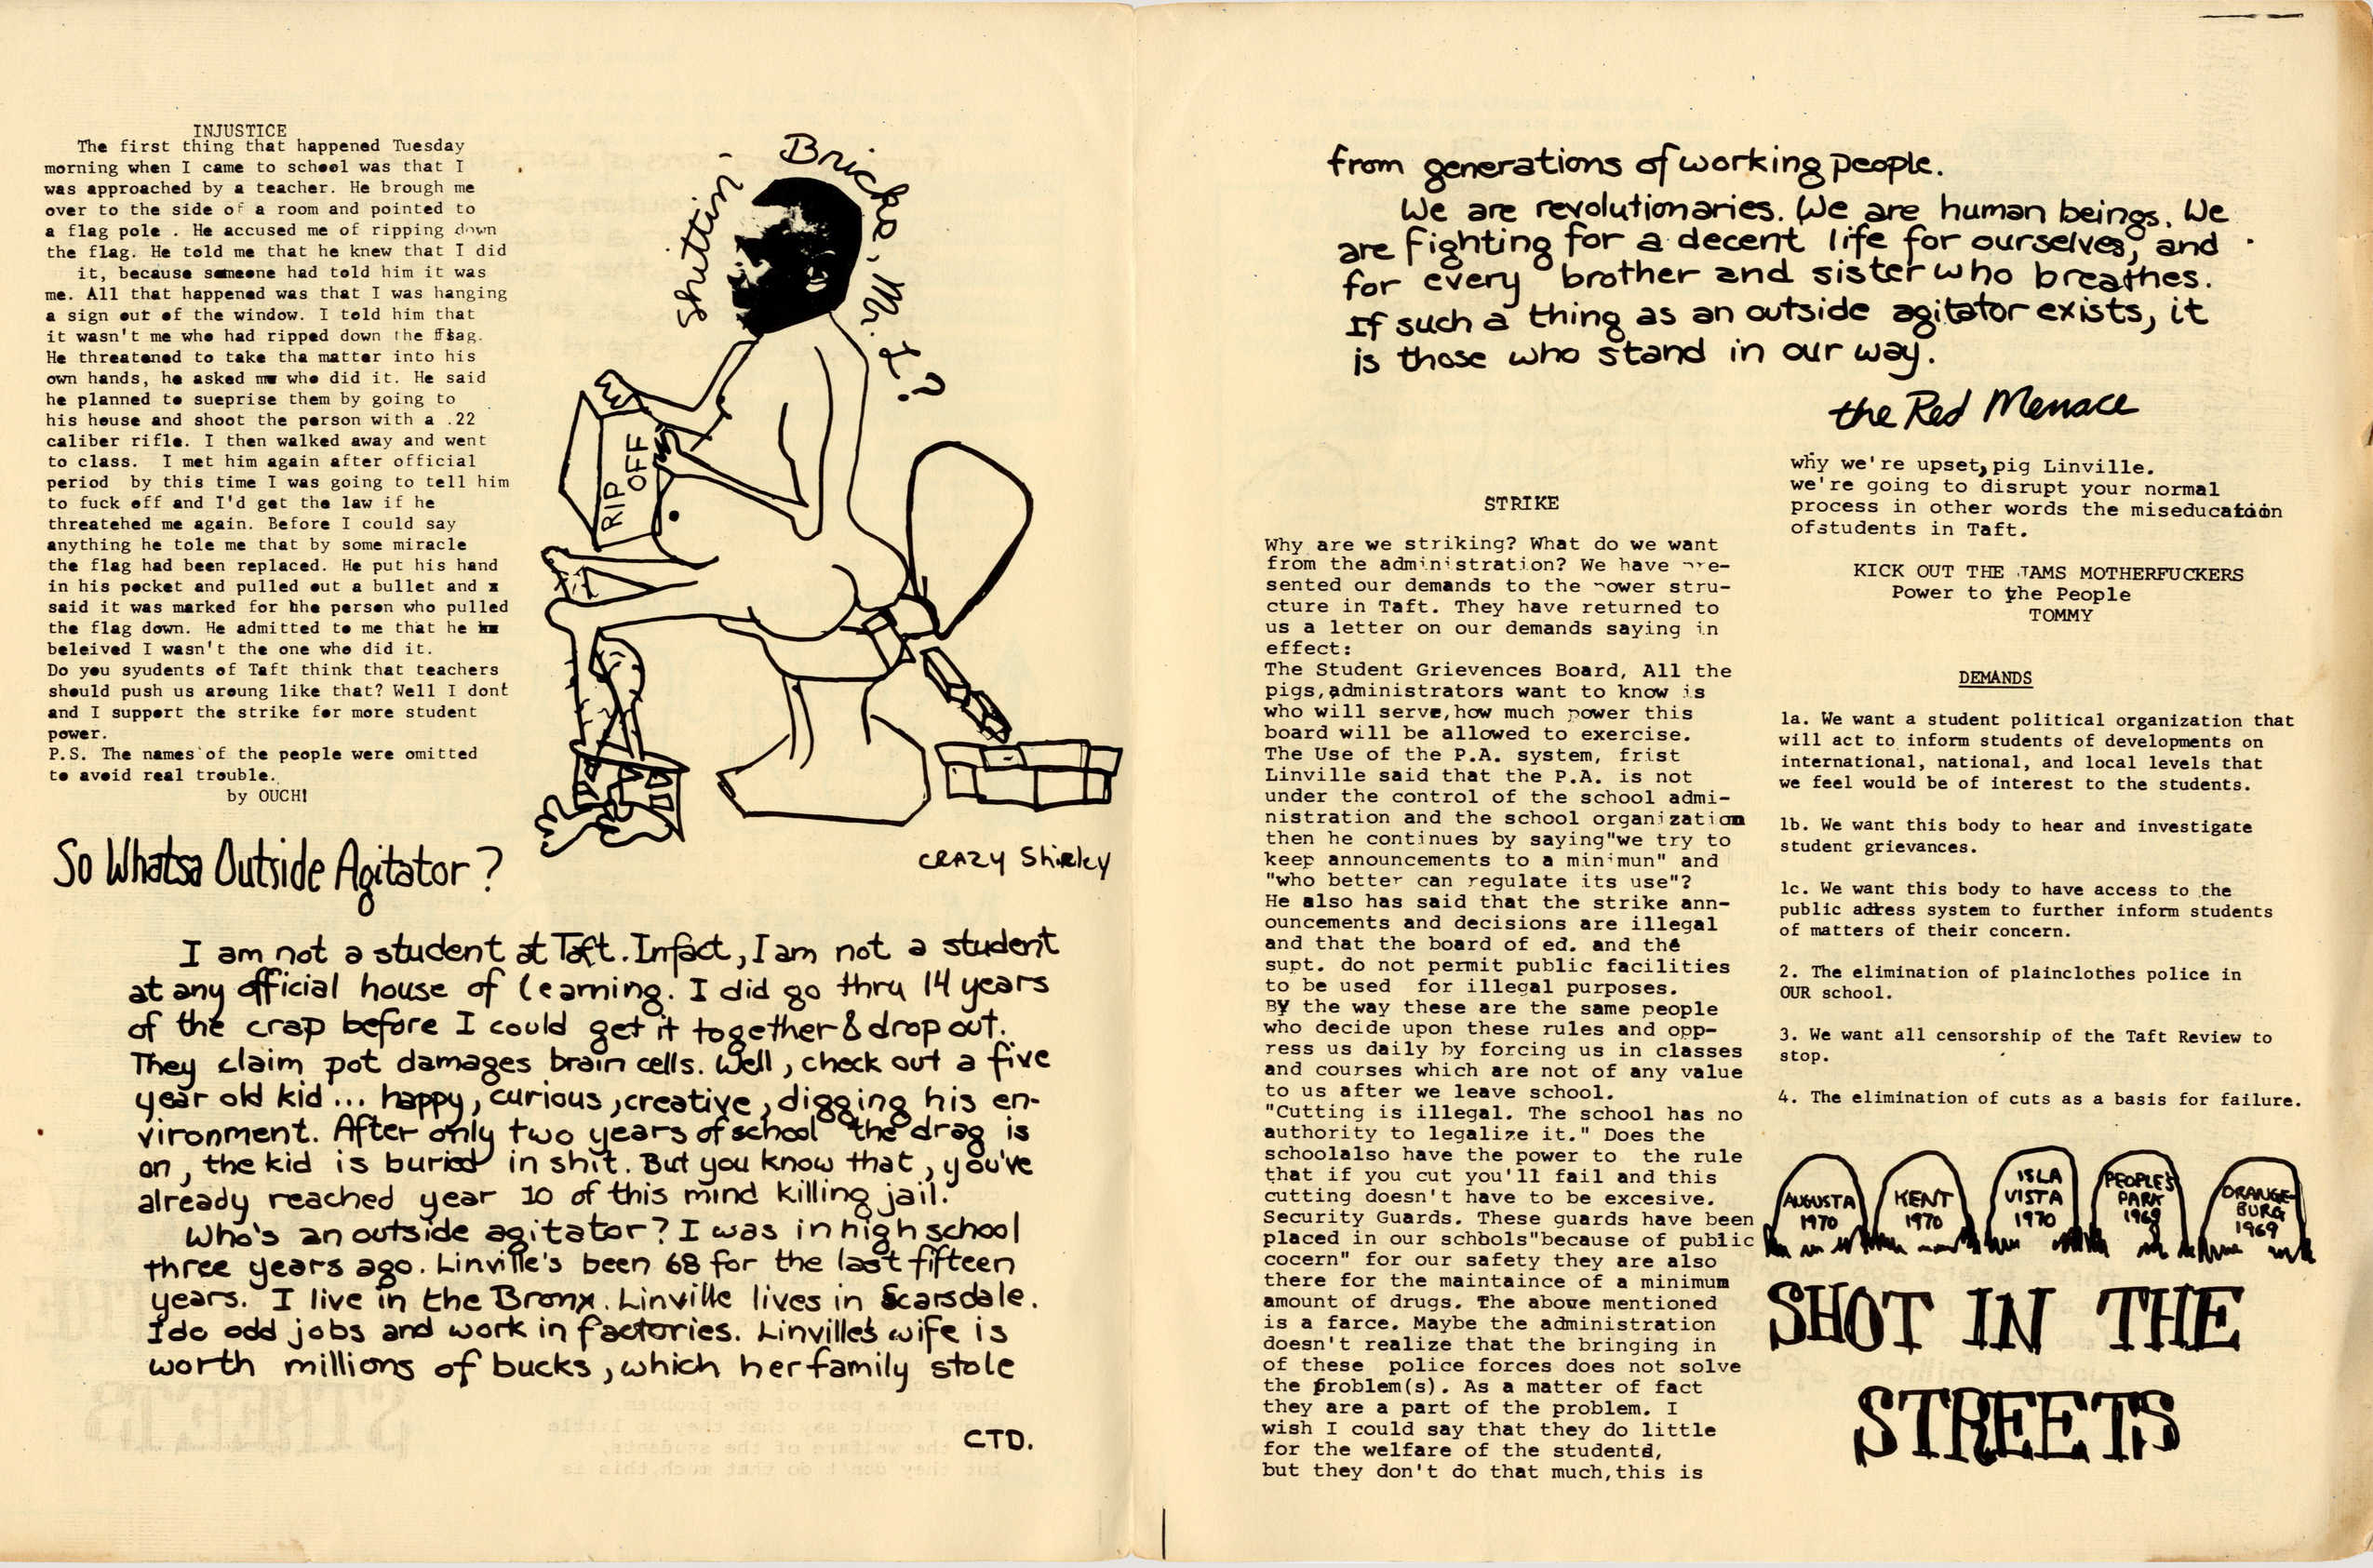 INJUSTICE
The first thing that happened Tuesday
morning when I came to school was that I
was approached by a teacher. He brough me
over to the side of a room and pointed to
a flag pole . He accused me of ripping down
the flag. He told me that he knew that I did
it, because someone had told him it was
me. All that happened was that I was hanging
a sign out of the window. I told him that
it wasn't me who had ripped down the
He threatened to take tha matter into his
own hands, he asked who did it. He said
he planned to sueprise them by going to
his house and shoot the person with a .22
caliber rifle. I then walked away and went
to class. I met him again after official
period by this time I was going to tell him
to fuck off and I'd get the law if he
threatehed me again. Before I could say
anything he tole me that by some miracle
the flag had been replaced. He put his hand
in his pocket and pulled out a bullet and x
said it was marked for hhe person who pulled
the flag down. He admitted to me that he
beleived I wasn't the one who did it.
Do you syudents of Taft think that teachers
should push us aroung like that? Well I dont
and I support the strike for more student
power.
P.S. The names of the people were omitted
to avoid real trouble.
by OUCH!
Shittin' Bricks, Mr. L?
RIP
OFF
CRAZY Shirley
So Whatsa Outside Agitator?
I am not a student at Taft. Infact, I am not a student
at any official house of learning. I did go thru 14 years
of the crap before I could get it together & drop out.
They claim pot damages brain cells. Well, check out a five
year old kid... happy, curious, creative, digging his en-
vironment. After only two years of school the drag is
on, the kid is buried in shit. But you know that, you've
already reached year 10 of this mind killing jail.
Who's an outside agitator? I was in high school
three years ago. Linville's been 68 for the last fifteen
years. I live in the Bronx. Linville lives in Scarsdale.
I do odd jobs and work in factories. Linville's wife is
worth millions of bucks, which her family stole
CTD.
from generations of working people.
We are revolutionaries. We are human beings. We
are fighting for a decent life for ourselves, and
for every brother and sister who breathes.
If such a thing as an outside agitator exists, it
is those who stand in our way.
the Red Menace
STRIKE
Why are we striking? What do we want
from the administration? We have pre-
sented our demands to the power stru-
cture in Taft. They have returned to
us a letter on our demands saying in
effect:
The Student Grievences Board, All the
pigs, administrators want to know is
who will serve, how much power this
board will be allowed to exercise.
The Use of the P.A. system, frist
Linville said that the P.A. is not
under the control of the school admi-
nistration and the school organization
then he continues by saying"we try to
keep announcements to a minimun" and
"who better can regulate its use"?
He also has said that the strike ann-
ouncements and decisions are illegal
and that the board of ed. and the
supt. do not permit public facilities
to be used for illegal purposes.
BY the way these are the same people
who decide upon these rules and opp-
ress us daily by forcing us in classes
and courses which are not of any value
to us after we leave school.
"Cutting is illegal. The school has no
authority to legalize it." Does the
schoolalso have the power to the rule
that if you cut you'll fail and this
cutting doesn't have to be excesive.
Security Guards. These guards have been
placed in our schools"because of public
cocern" for our safety they are also
there for the maintaince of a minimum
amount of drugs. The above mentioned
is a farce. Maybe the administration
doesn't realize that the bringing in
of these police forces does not solve
the problem(s). As a matter of fact
they are a part of the problem. I
wish I could say that they do little
for the welfare of the students,
but they don't do that much, this is
why we're upset, pig Linville.
we're going to disrupt your normal
process in other words the miseducation
ofstudents in Taft.
KICK OUT THE JAMS MOTHERFUCKERS
Power to the People
TOMMY
DEMANDS
1a. We want a student political organization that
will act to inform students of developments on
international, national, and local levels that
we feel would be of interest to the students.
1b. We want this body to hear and investigate
student grievances.
1c. We want this body to have access to the
public adress system to further inform students
of matters of their concern.
2. The elimination of plainclothes police in
OUR school.
3. We want all censorship of the Taft Review to
stop.
4. The elimination of cuts as a basis for failure.
AUGUSTA
1970
KENT
1970
ISLA
VISTA
1970
PEOPLE'S
PARK
1969
ORANGE-
BURG
1969
SHOT IN THE
STREETS